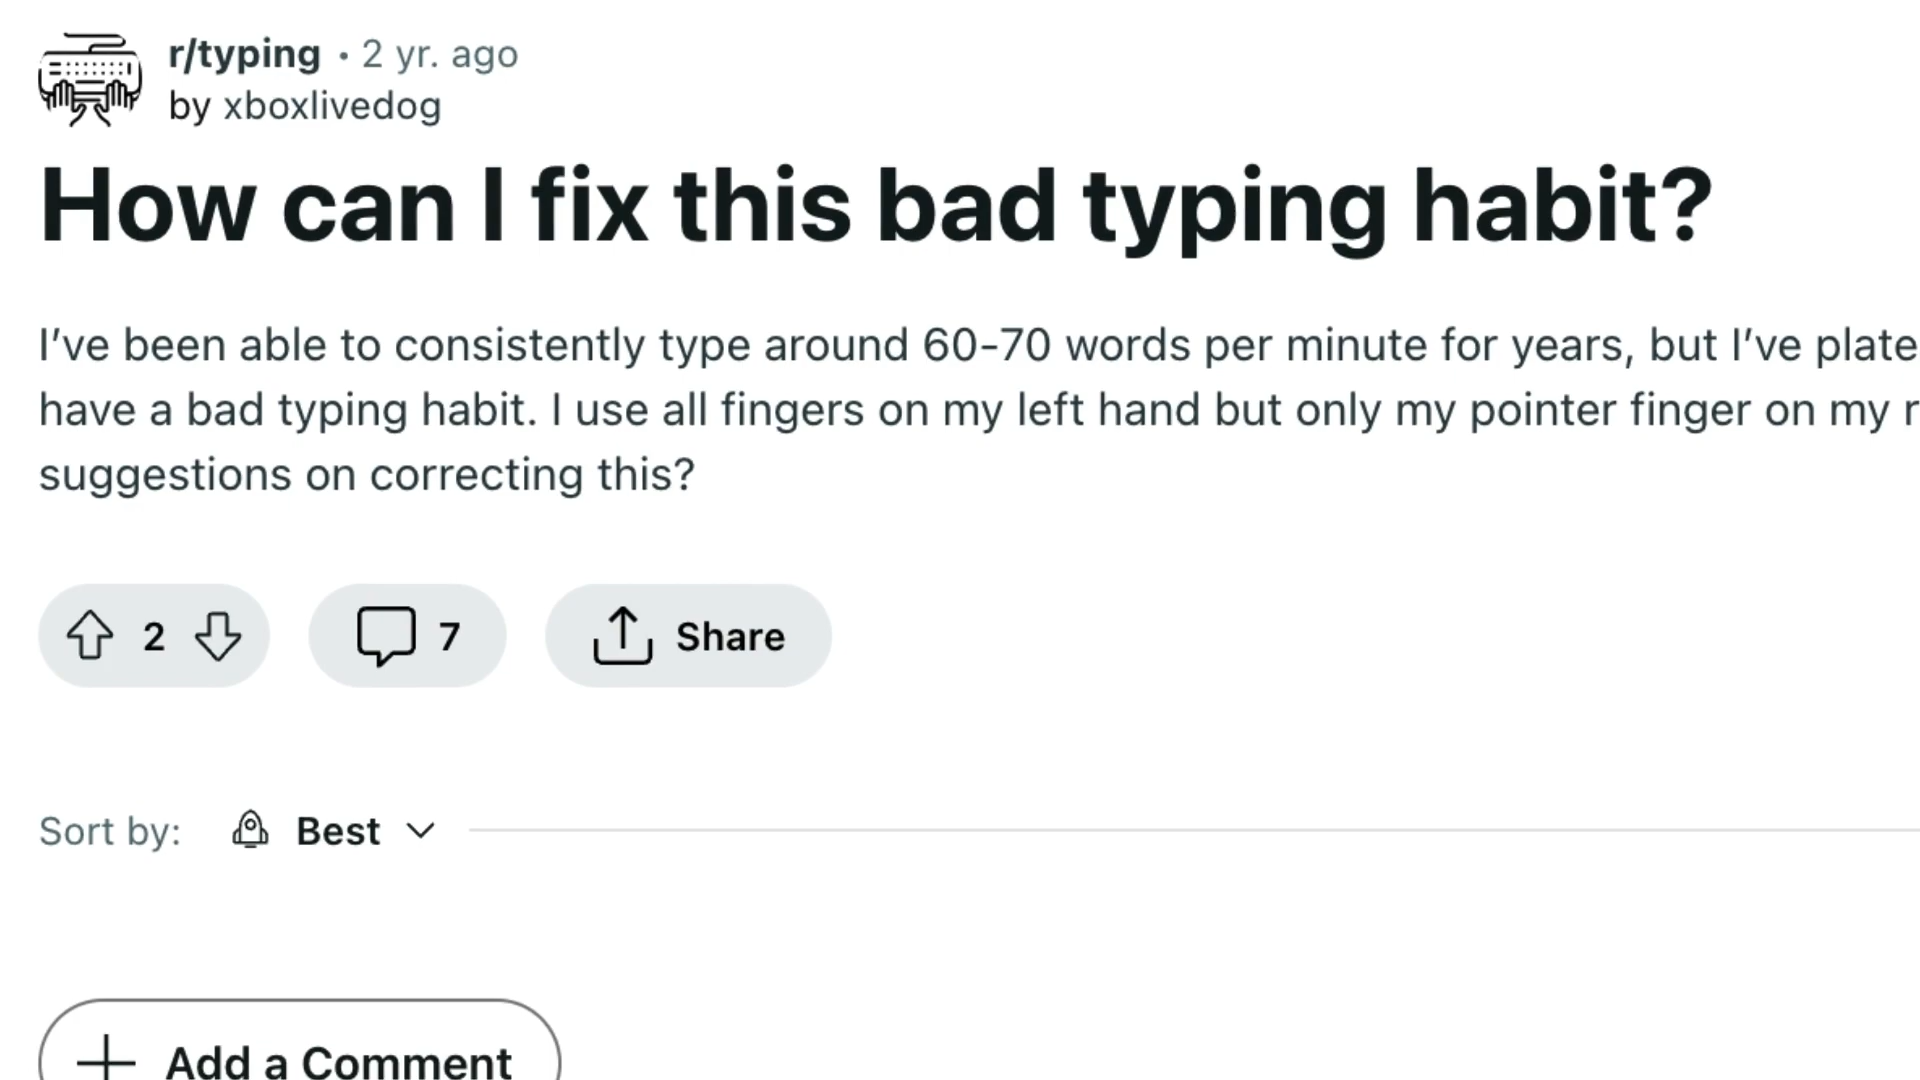 r/typing • 2 yr. ago
by xboxlivedog
How can I fix this bad typing habit?
I’ve been able to consistently type around 60-70 words per minute for years, but I’ve
have a bad typing habit. I use all fingers on my left hand but only my pointer finger on my
suggestions on correcting this?
2
7
Share
Sort by:
Best
Add a Comment